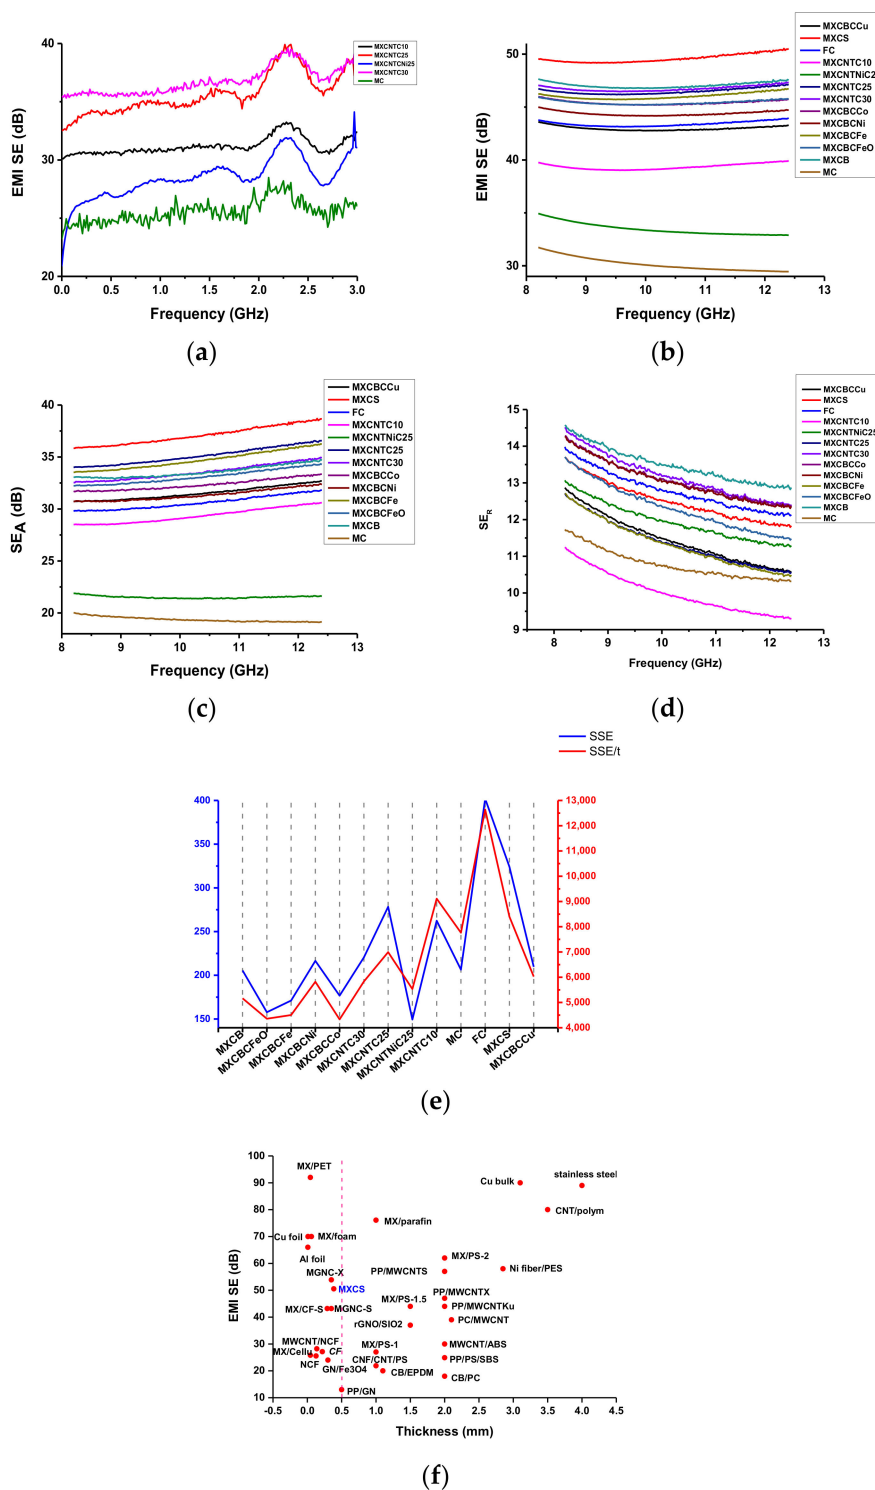 40
30
20
EMI SE (dB)
0.0 0.5 1.0 1.5 2.0 2.5 3.0
Frequency (GHz)
MXCNTC10
MXCNTC25
MXCNTCNi25
MXCNTC30
MC
(a)
50
40
30
EMI SE (dB)
8 9 10 11 12 13
Frequency (GHz)
MXCBCCu
MXCS
FC
MXCNTC10
MXCNTNiC2
MXCNTC25
MXCNTC30
MXCBCCo
MXCBCNi
MXCBCFe
MXCBCFeO
MXCB
MC
(b)
40
35
30
25
20
SEA (dB)
8 9 10 11 12 13
Frequency (GHz)
MXCBCCu
MXCS
FC
MXCNTC10
MXCNTNiC25
MXCNTC25
MXCNTC30
MXCBCCo
MXCBCNi
MXCBCFe
MXCBCFeO
MXCB
MC
(c)
15
14
13
12
11
10
9
SER
8 9 10 11 12 13
Frequency (GHz)
MXCBCCu
MXCS
FC
MXCNTC10
MXCNTNiC25
MXCNTC25
MXCNTC30
MXCBCCo
MXCBCNi
MXCBCFe
MXCBCFeO
MXCB
MC
(d)
SSE
SSE/t
400
350
300
250
200
150
13,000
12,000
11,000
10,000
9,000
8,000
7,000
6,000
5,000
4,000
MXCB
MXCBCFeO
MXCBCFe
MXCBCNi
MXCBCCo
MXCNTC30
MXCNTC25
MXCNTNiC25
MXCNTC10
MC
FC
MXCS
MXCBCCu
(e)
100
90
80
70
60
50
40
30
20
10
EMI SE (dB)
MX/PET
Cu bulk
stainless steel
CNT/polym
MX/parafin
Cu foil
MX/foam
Al foil
MX/PS-2
Ni fiber/PES
PP/MWCNTS
MGNC-X
MXCS
PP/MWCNTX
MX/PS-1.5
MX/CF-S
MGNC-S
PP/MWCNTKu
rGNO/SIO2
PC/MWCNT
MWCNT/NCF
MX/PS-1
MWCNT/ABS
MX/Cellu
CF
NCF
CNF/CNT/PS
PP/PS/SBS
GN/Fe3O4
CB/EPDM
CB/PC
PP/GN
-0.5 0.0 0.5 1.0 1.5 2.0 2.5 3.0 3.5 4.0 4.5
Thickness (mm)
(f)